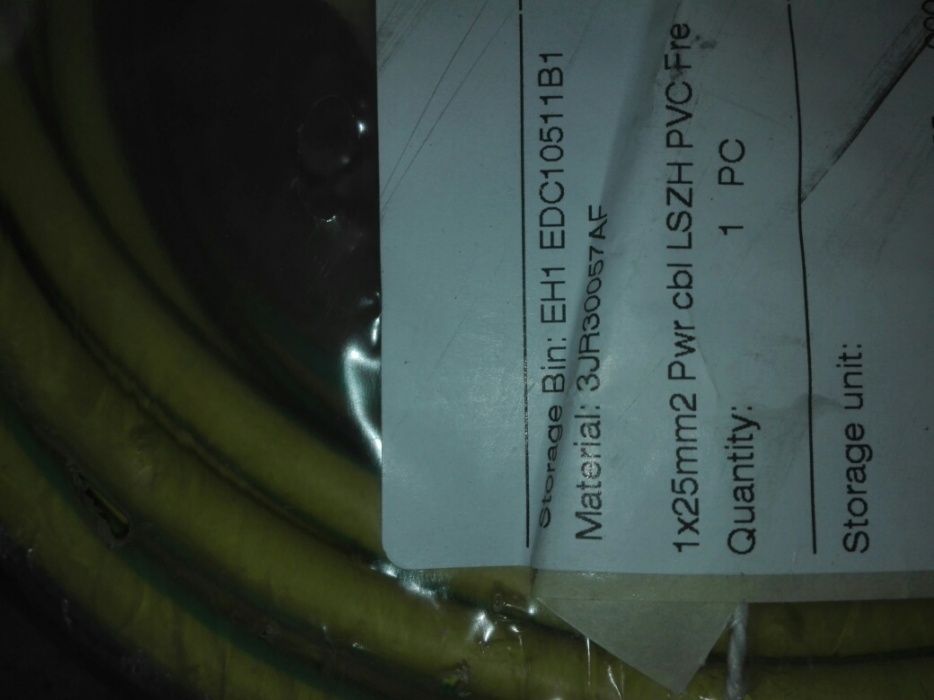 Storage Bin: EH1 EDC10511B1
Material: 3JR30057AF
1x25mm2 Pwr cbl LSZH PVC Fre
Quantity: 1 PC
Storage unit: